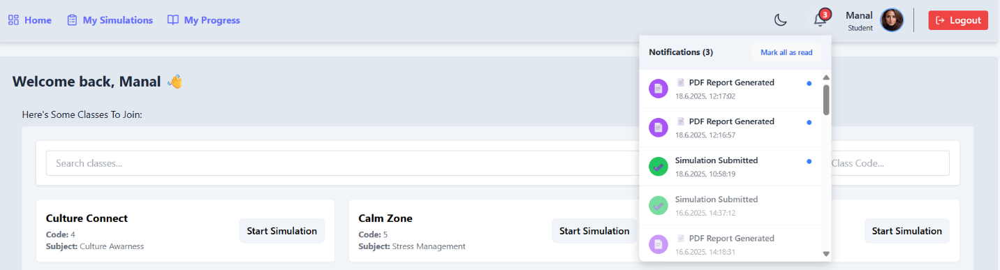 Home My Simulations My Progress 3 Manal Logout
Student
Notifications (3) Mark all as read
Welcome back, Manal 👋
Here's Some Classes To Join:
PDF Report Generated
18.6.2025, 12:17:02
PDF Report Generated
18.6.2025, 12:16:57
Simulation Submitted
18.6.2025, 10:58:19
Simulation Submitted
16.6.2025, 14:37:12
PDF Report Generated
16.6.2025, 14:18:31
Search classes... Class Code...
Culture Connect
Code: 4
Subject: Culture Awarness
Start Simulation
Calm Zone
Code: 5
Subject: Stress Management
Start Simulation
Start Simulation